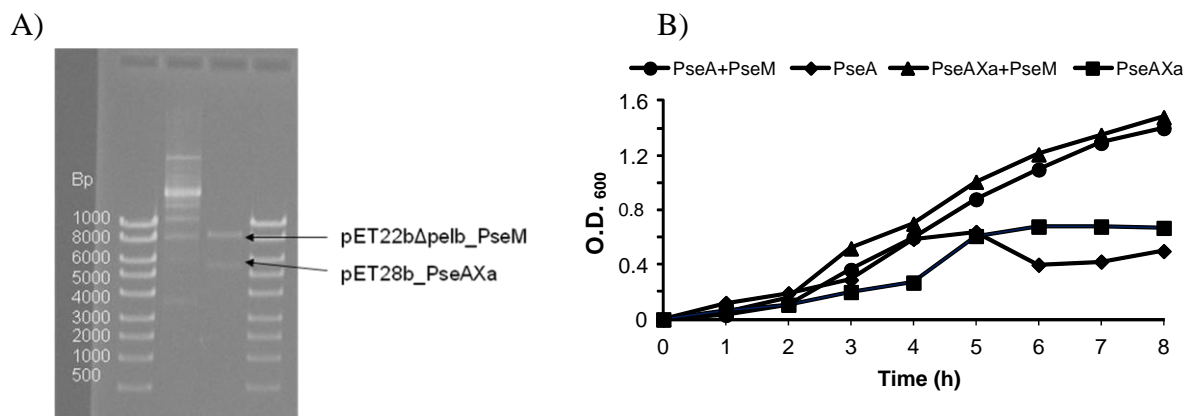 A)
Bp
1000
8000
6000
5000
4000
3000
2000
1000
500
pET22bΔpelb_PseM
pET28b_PseAXa
B)
PseA+PseM PseA PseAXa+PseM PseAXa
1.6
1.2
0.8
0.4
0
O.D. 600
0 1 2 3 4 5 6 7 8
Time (h)